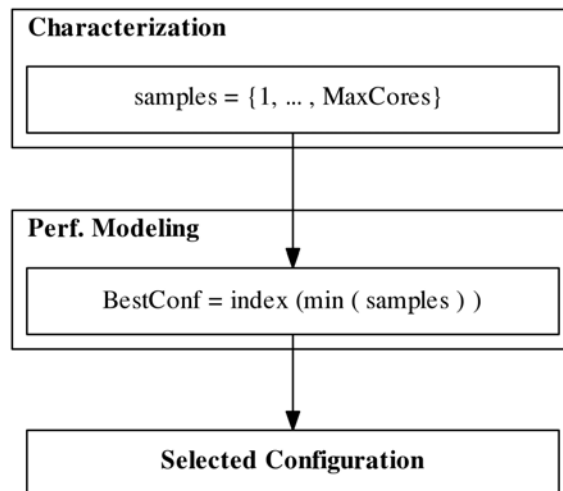 Characterization
samples = {1, ... , MaxCores}
Perf. Modeling
BestConf = index (min ( samples ) )
Selected Configuration